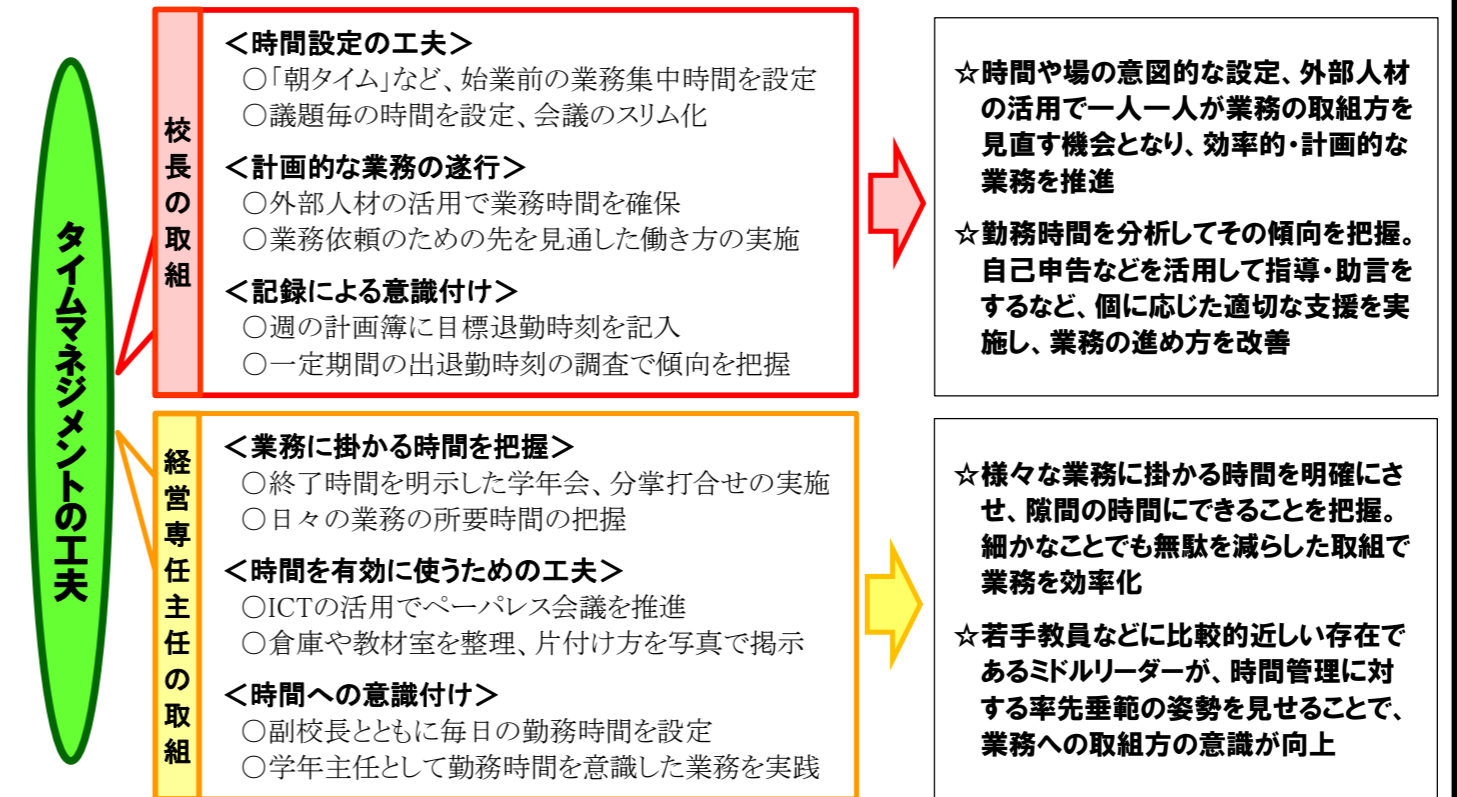 タイムマネジメントの工夫
校長の取組
＜時間設定の工夫＞
○「朝タイム」など、始業前の業務集中時間を設定
○議題毎の時間を設定、会議のスリム化
＜計画的な業務の遂行＞
○外部人材の活用で業務時間を確保
○業務依頼のための先を見通した働き方の実施
＜記録による意識付け＞
○週の計画簿に目標退勤時刻を記入
○一定期間の出退勤時刻の調査で傾向を把握
☆時間や場の意図的な設定、外部人材
の活用で一人一人が業務の取組方を
見直す機会となり、効率的・計画的な
業務を推進
☆勤務時間を分析してその傾向を把握。
自己申告などを活用して指導・助言を
するなど、個に応じた適切な支援を実
施し、業務の進め方を改善
経営専任主任の取組
＜業務に掛かる時間を把握＞
○終了時間を明示した学年会、分掌打合せの実施
○日々の業務の所要時間の把握
＜時間を有効に使うための工夫＞
○ICTの活用でペーパレス会議を推進
○倉庫や教材室を整理、片付け方を写真で掲示
＜時間への意識付け＞
○副校長とともに毎日の勤務時間を設定
○学年主任として勤務時間を意識した業務を実践
☆様々な業務に掛かる時間を明確にさ
せ、隙間の時間にできることを把握。
細かなことでも無駄を減らした取組で
業務を効率化
☆若手教員などに比較的近しい存在で
あるミドルリーダーが、時間管理に対
する率先垂範の姿勢を見せることで、
業務への取組方の意識が向上